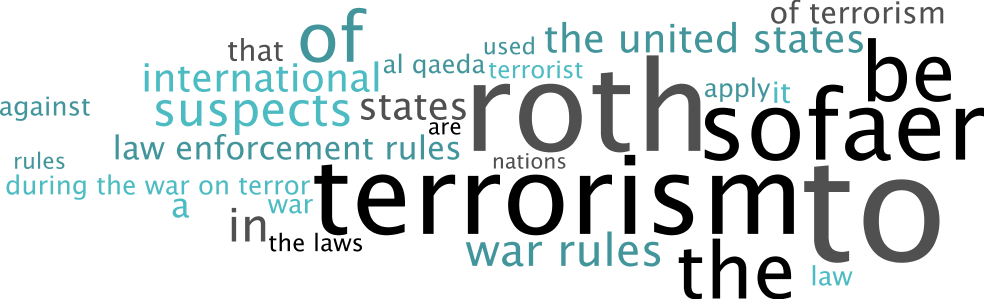 of terrorism
that
of
used
the united states
international
al qaeda
terrorist
be
against
suspects
states
roth
apply
it
are
sofaer
law enforcement rules
nations
rules
during the war on terror
terrorism
to
a
war
in
the laws
war rules
the
law